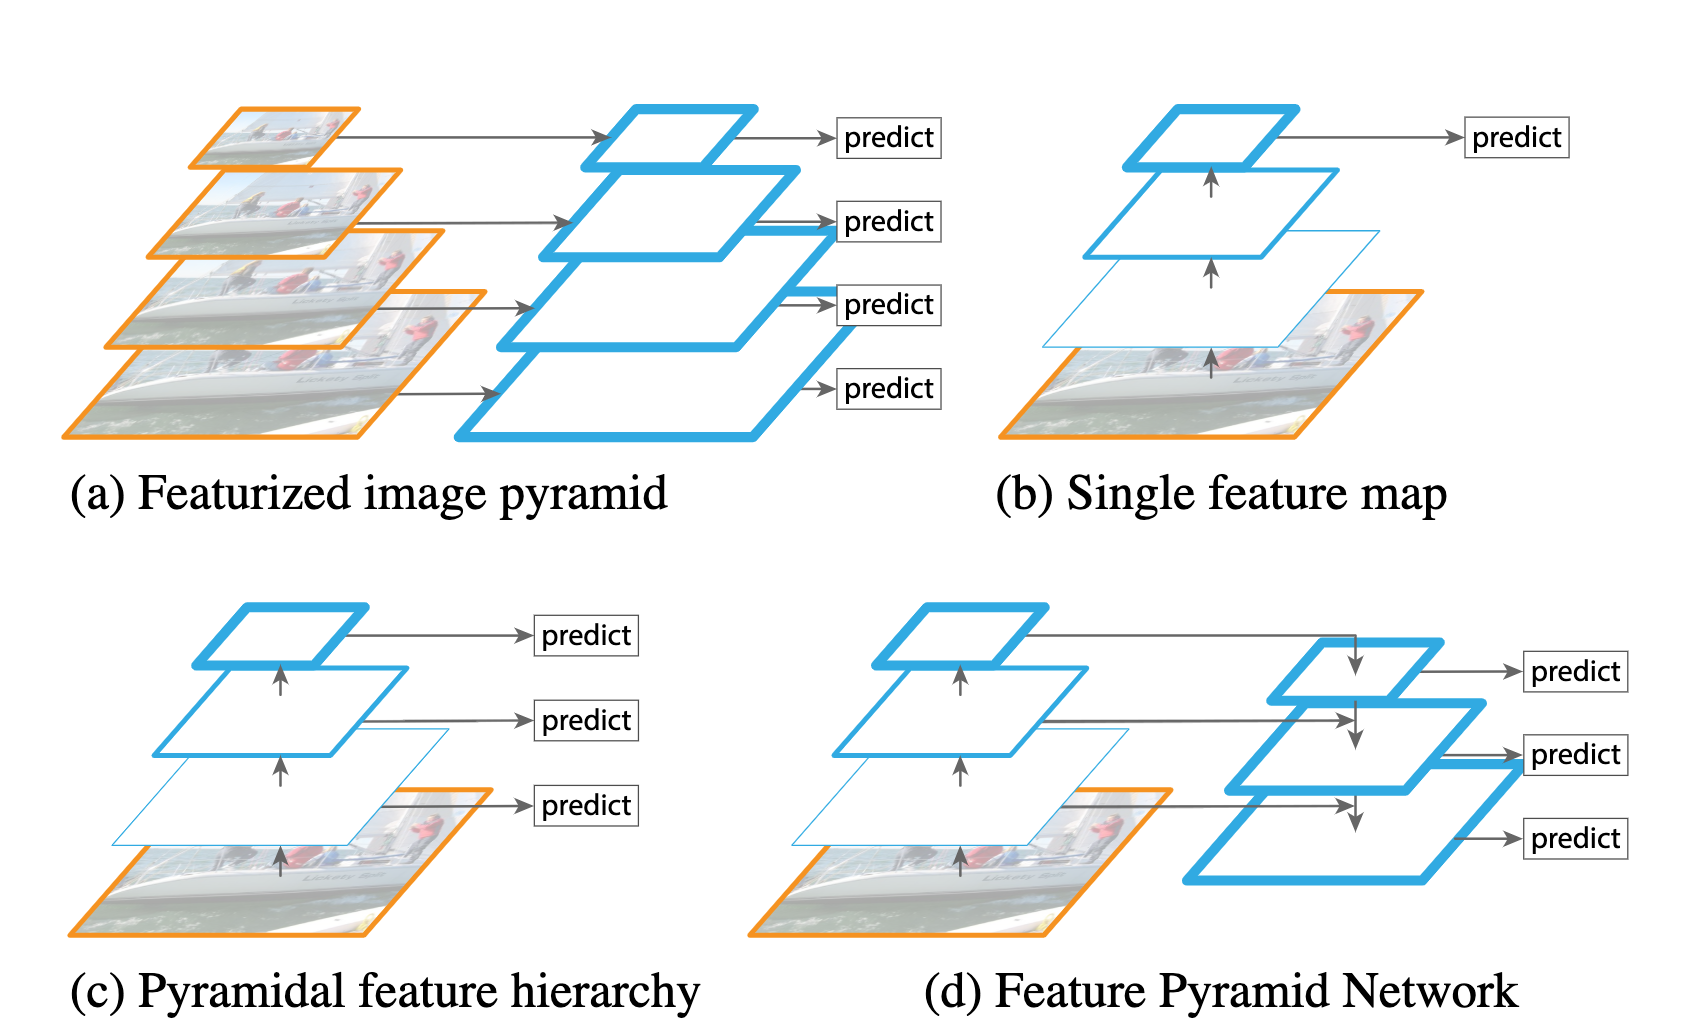 predict
predict
predict
predict
predict
(a) Featurized image pyramid
(b) Single feature map
predict
predict
predict
predict
predict
predict
(c) Pyramidal feature hierarchy
(d) Feature Pyramid Network